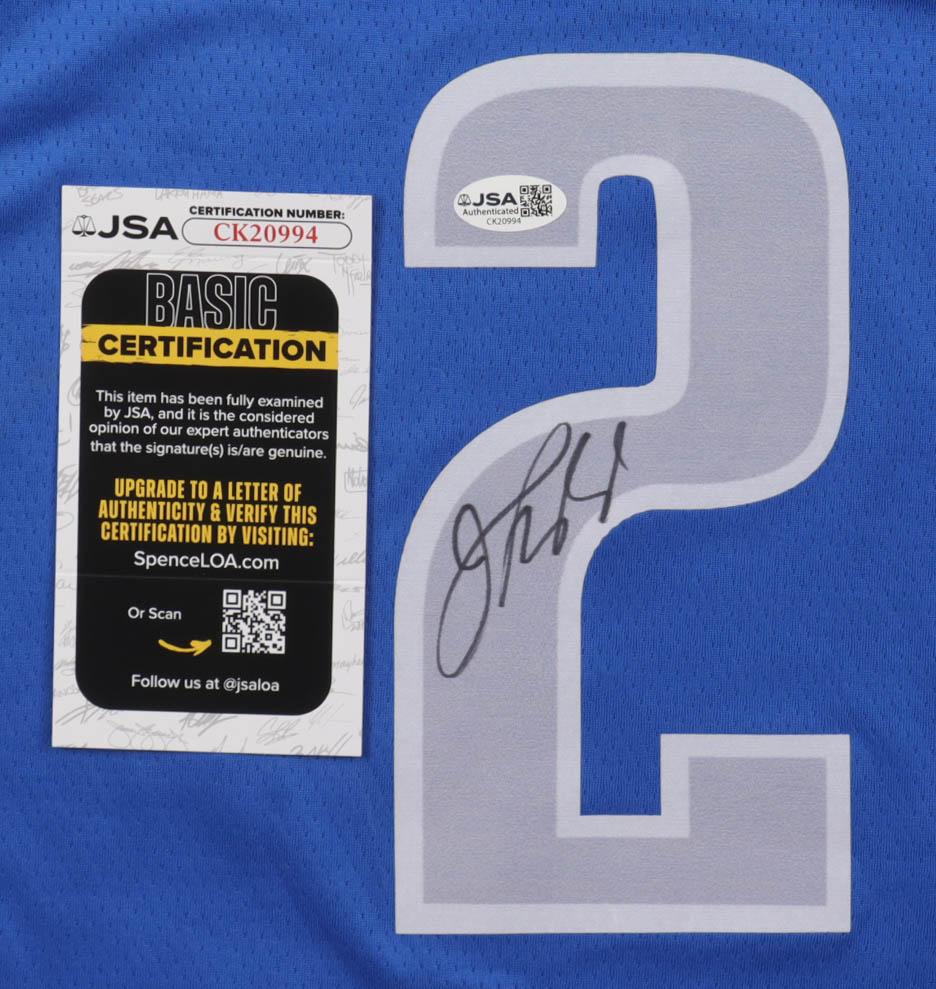 JSA
CERTIFICATION NUMBER:
CK20994
BASIC
CERTIFICATION
This item has been fully examined
by JSA, and it is the considered
opinion of our expert authenticators
that the signature(s) is/are genuine.
UPGRADE TO A LETTER OF
AUTHENTICITY & VERIFY THIS
CERTIFICATION BY VISITING:
SpenceLOA.com
Or Scan
Follow us at @jsaloa
JSA
Authenticated
CK20994
2